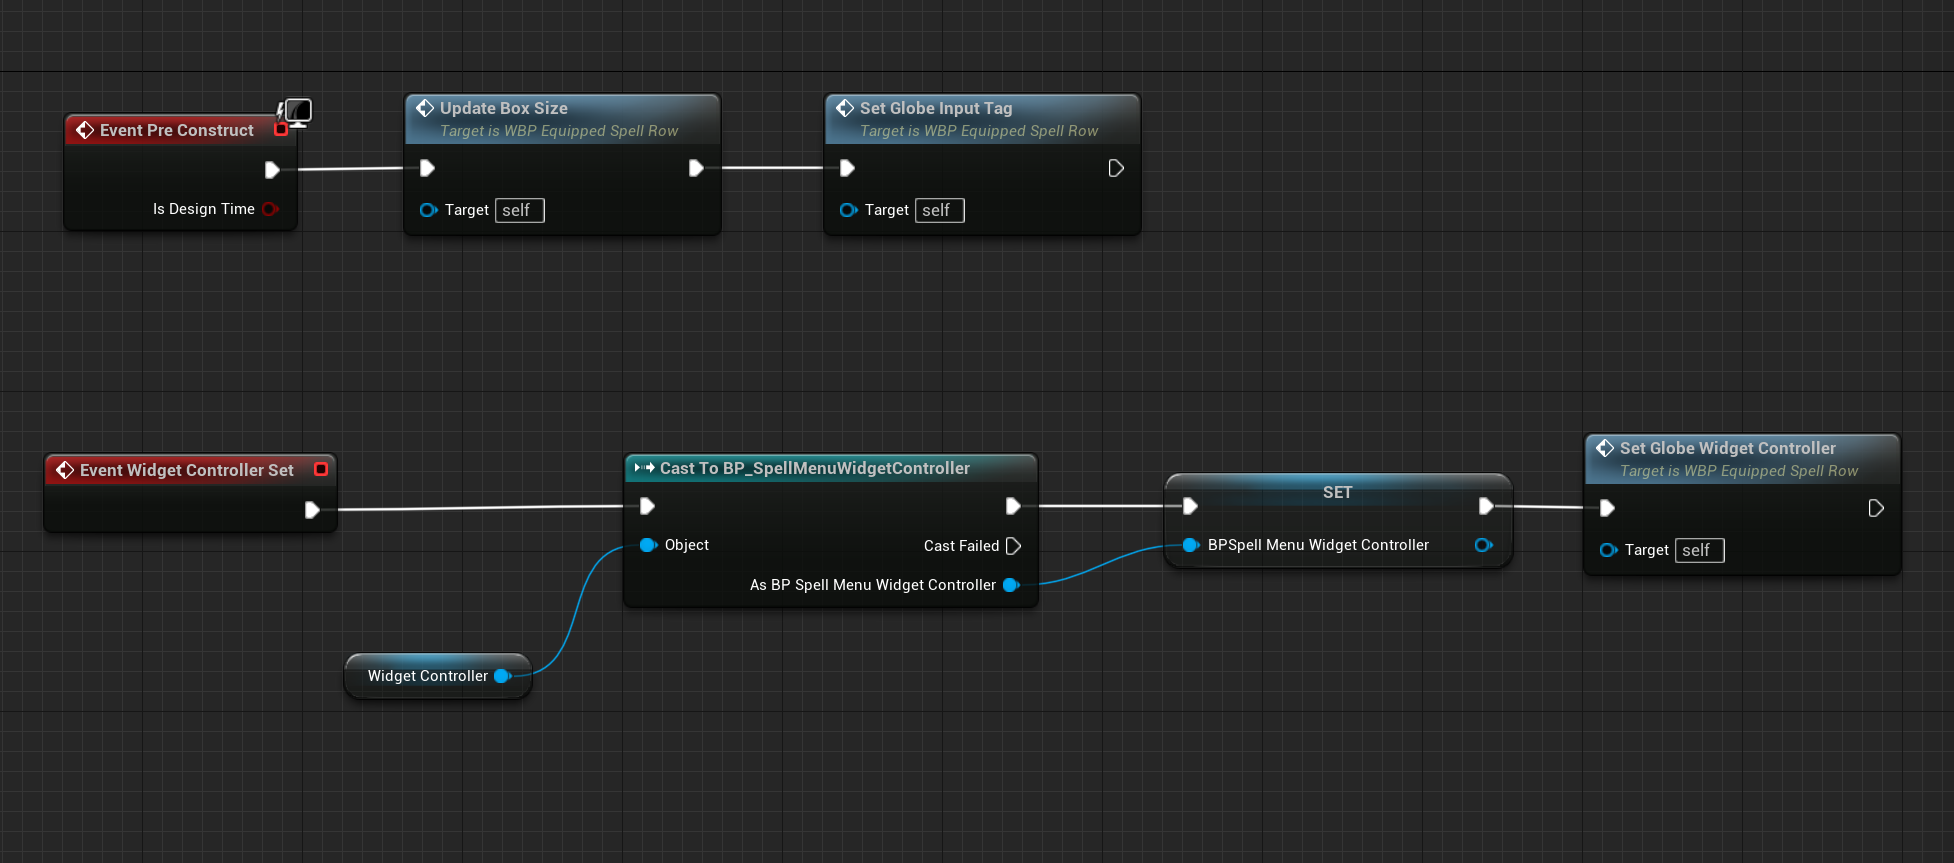 Event Pre Construct
Is Design Time
Update Box Size
Target is WBP Equipped Spell Row
Target self
Set Globe Input Tag
Target is WBP Equipped Spell Row
Target self
Event Widget Controller Set
Widget Controller
Cast To BP_SpellMenuWidgetController
Object
Cast Failed
As BP Spell Menu Widget Controller
SET
BPSpell Menu Widget Controller
Set Globe Widget Controller
Target is WBP Equipped Spell Row
Target self